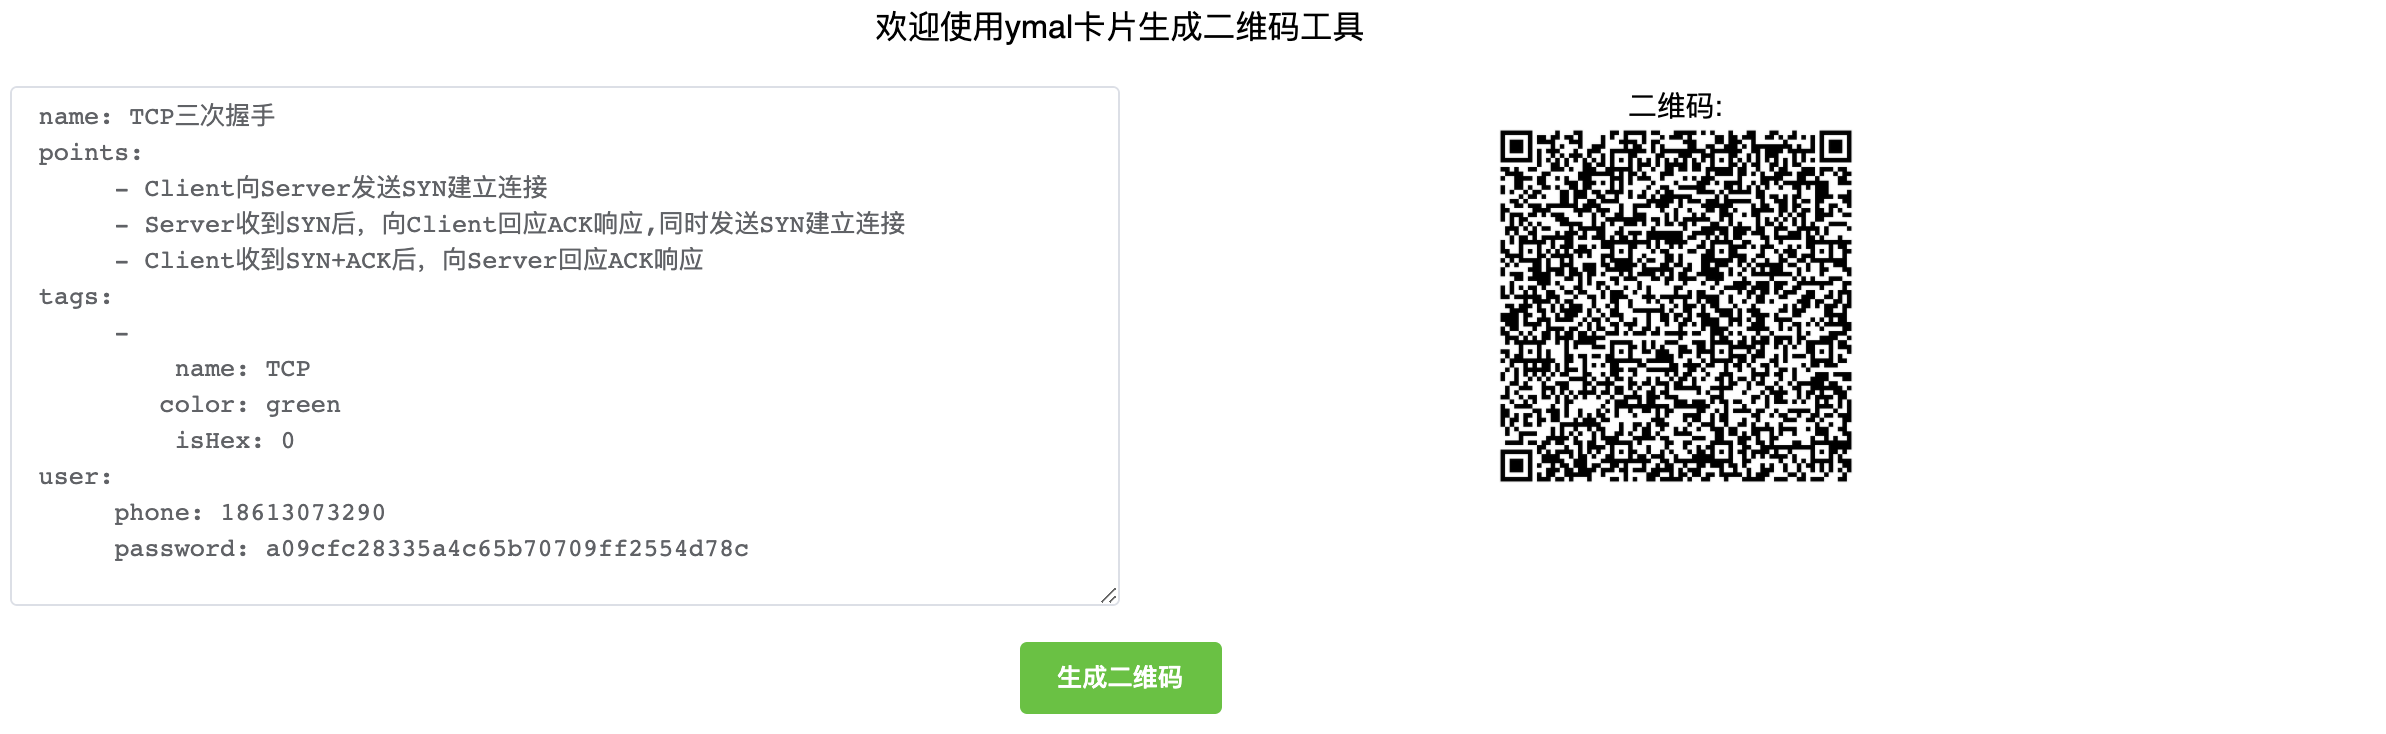 欢迎使用ymal卡片生成二维码工具
name: TCP三次握手
points:
- Client向Server发送SYN建立连接
- Server收到SYN后，向Client回应ACK响应,同时发送SYN建立连接
- Client收到SYN+ACK后，向Server回应ACK响应
tags:
-
name: TCP
color: green
isHex: 0
user:
phone: 18613073290
password: a09cfc28335a4c65b70709ff2554d78c
二维码:
生成二维码